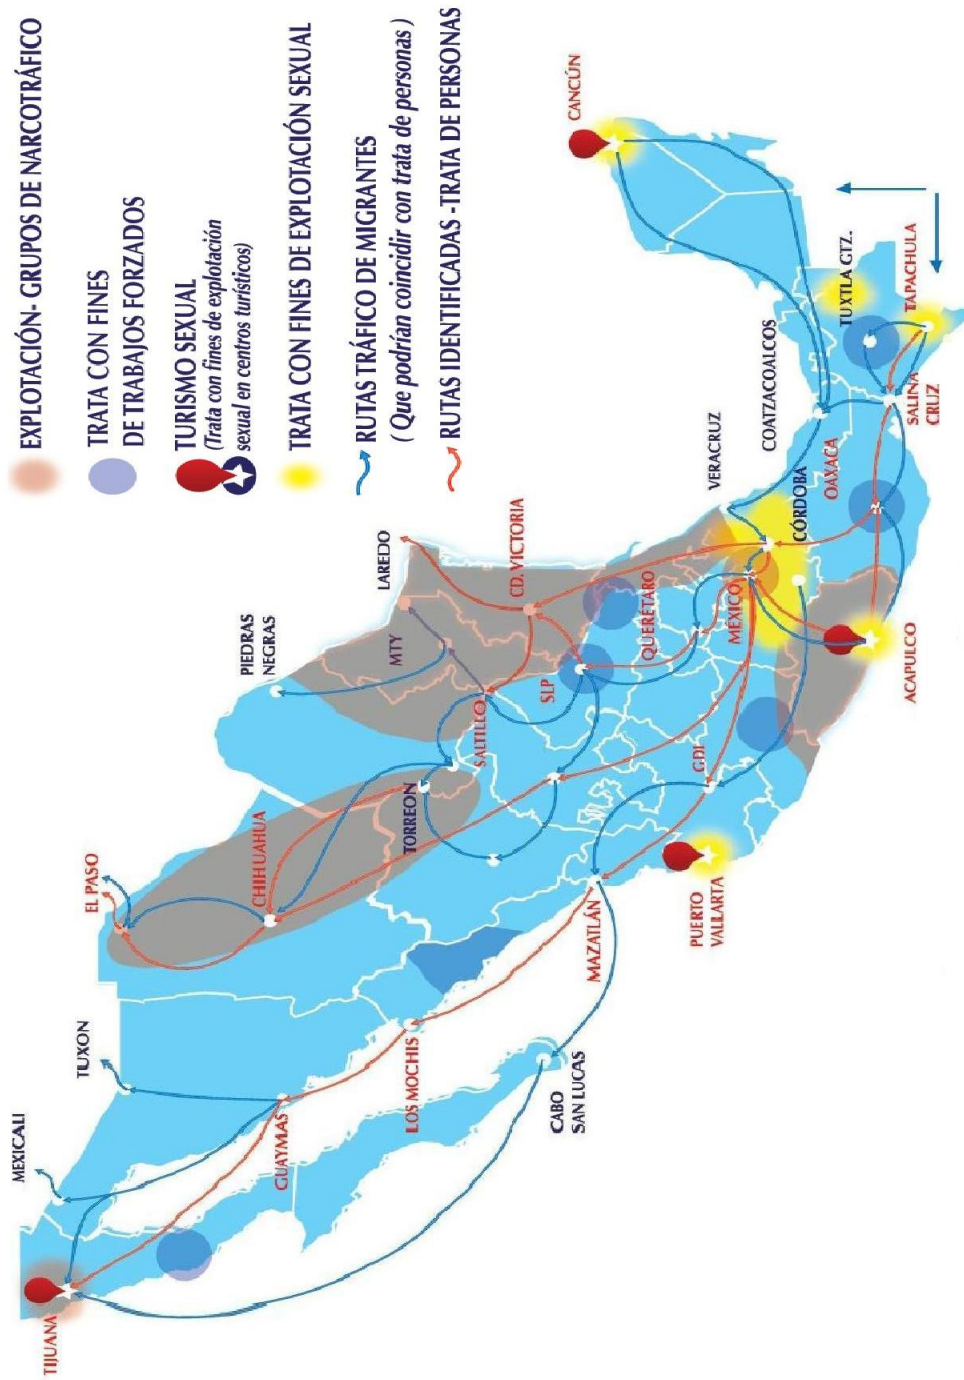 EXPLOTACIÓN- GRUPOS DE NARCOTRÁFICO
TRATA CON FINES
DE TRABAJOS FORZADOS
TURISMO SEXUAL
(Trata con fines de explotación
sexual en centros turísticos)
TRATA CON FINES DE EXPLOTACIÓN SEXUAL
RUTAS TRÁFICO DE MIGRANTES
( Que podrían coincidir con trata de personas )
RUTAS IDENTIFICADAS -TRATA DE PERSONAS
TIJUANA
MEXICALI
TUXON
EL PASO
CHIHUAHUA
GUAYMAS
LOS MOCHIS
CABO
SAN LUCAS
MAZATLÁN
PUERTO
VALLARTA
TORREON
PIEDRAS
NEGRAS
LAREDO
MTY
SALTILLO
CD. VICTORIA
SLP
GDL
QUERÉTARO
MÉXICO
ACAPULCO
VERACRUZ
CÓRDOBA
COATZACOALCOS
OAXACA
SALINA
CRUZ
TUXTLA GTZ.
TAPACHULA
CANCÚN